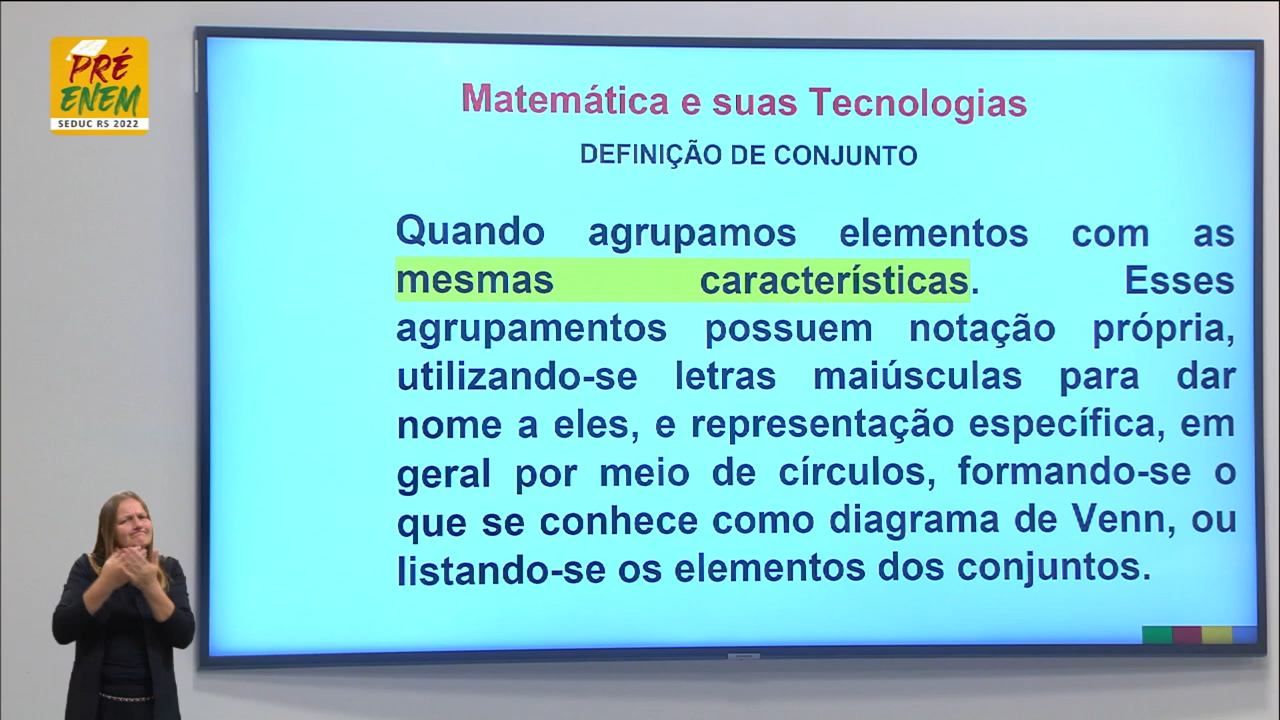 PRÉ
ENEM
SEDUC RS 2022
Matemática e suas Tecnologias
DEFINIÇÃO DE CONJUNTO
Quando agrupamos elementos com as
mesmas características. Esses
agrupamentos possuem notação própria,
utilizando-se letras maiúsculas para dar
nome a eles, e representação específica, em
geral por meio de círculos, formando-se o
que se conhece como diagrama de Venn, ou
listando-se os elementos dos conjuntos.